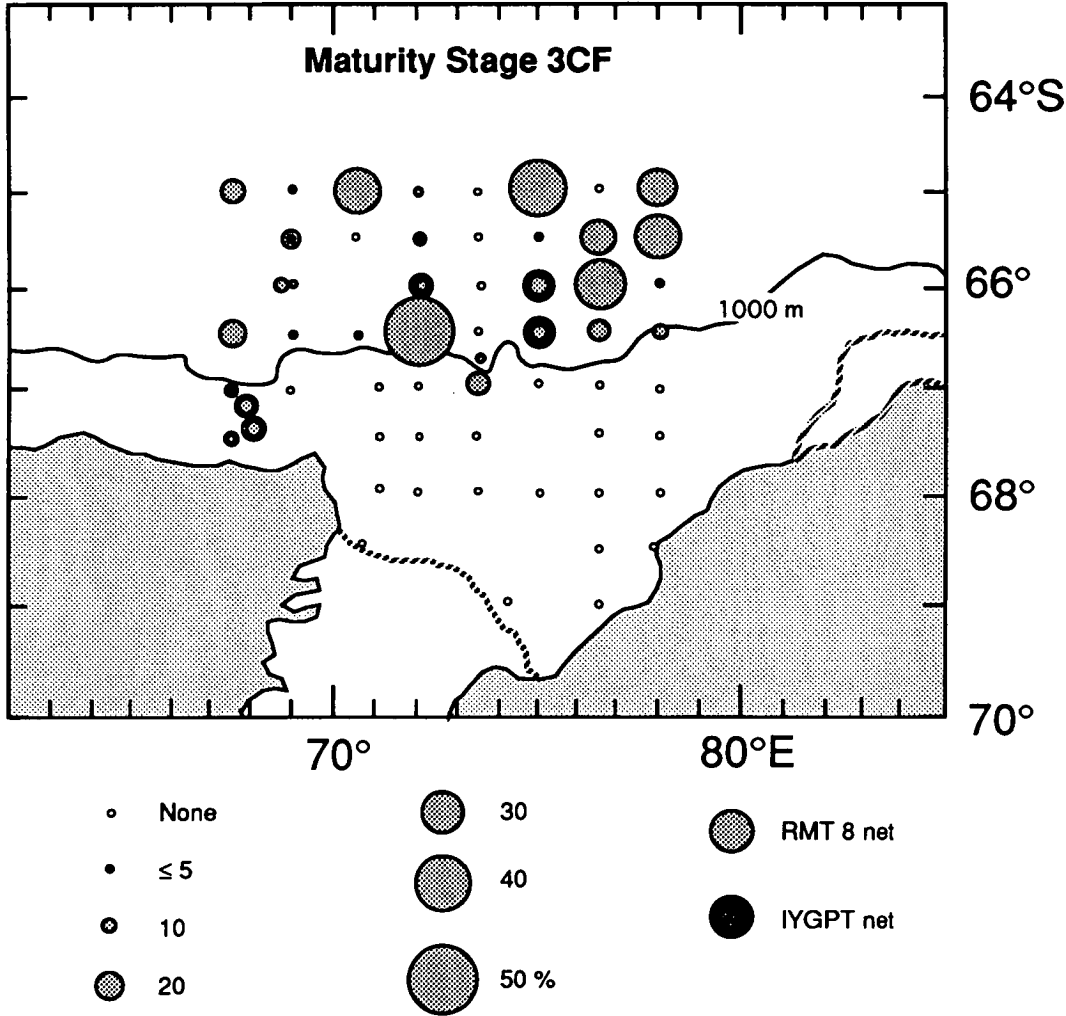 Maturity Stage 3CF
64°S
66°
1000 m
68°
70°
70°
80°E
None
≤ 5
10
20
30
40
50 %
RMT 8 net
IYGPT net